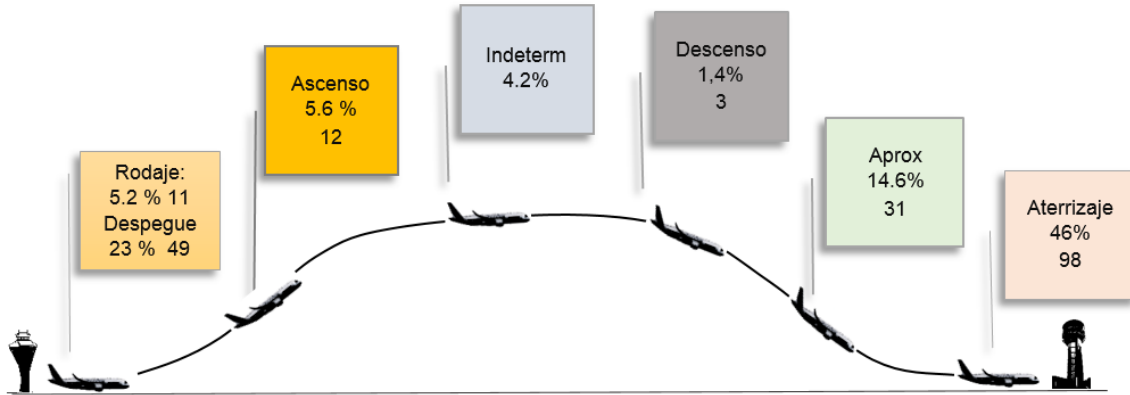 Rodaje:
5.2 % 11
Despegue
23 % 49
Ascenso
5.6 %
12
Indeterm
4.2%
Descenso
1,4%
3
Aprox
14.6%
31
Aterrizaje
46%
98